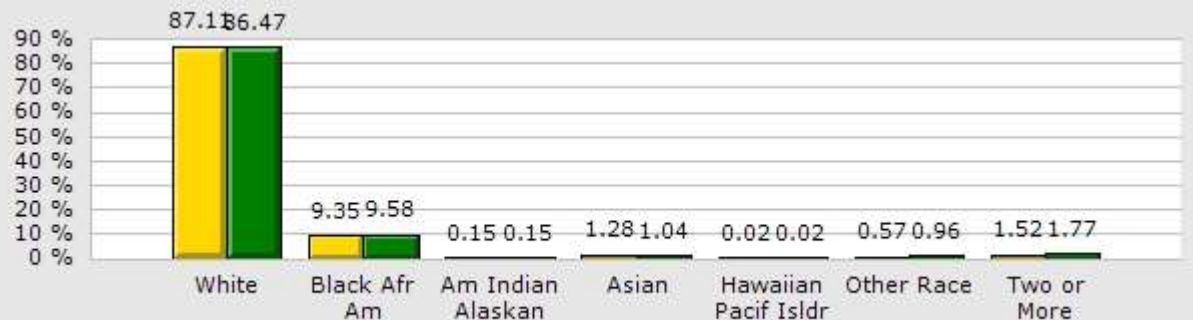 87.11 86.47
90 %
80 %
70 %
60 %
50 %
40 %
30 %
20 %
10 %
0 %
9.35 9.58
0.15 0.15
1.28 1.04
0.02 0.02
0.57 0.96
1.52 1.77
White
Black Afr
Am
Am Indian
Alaskan
Asian
Hawaiian
Pacif Isldr
Other Race
Two or
More